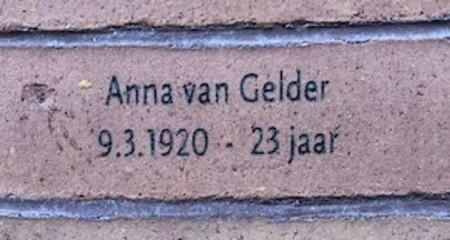 Anna van Gelder
9.3.1920 - 23 jaar